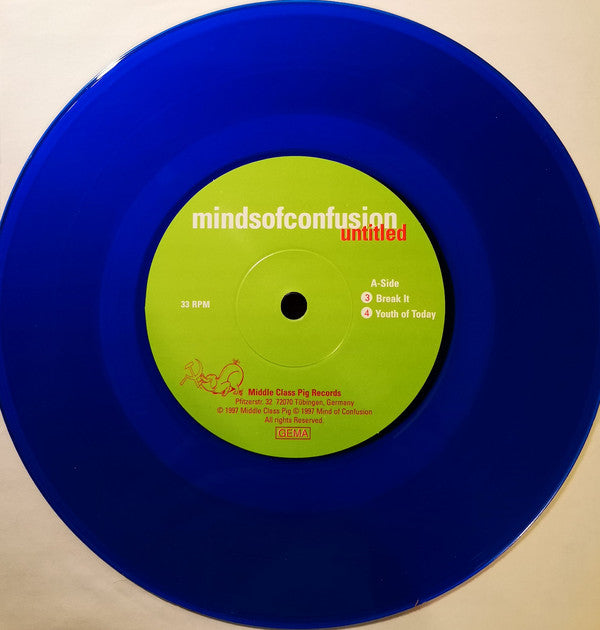 mindsofconfusion
untitled
A-Side
33 RPM
3 Break It
4 Youth of Today
Middle Class Pig Records
Pfitzerstr. 32 72070 Tübingen, Germany
© 1997 Middle Class Pig © 1997 Mind of Confusion
All rights Reserved.
GEMA